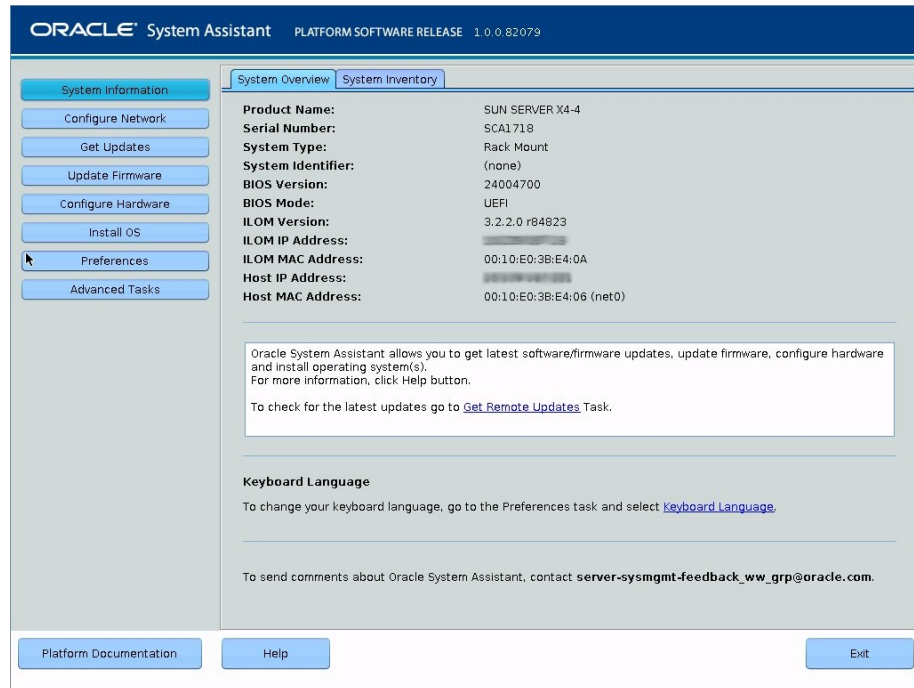 ORACLE® System Assistant PLATFORM SOFTWARE RELEASE 1.0.0.82079
System Information
Configure Network
Get Updates
Update Firmware
Configure Hardware
Install OS
Preferences
Advanced Tasks
System Overview System Inventory
Product Name: SUN SERVER X4-4
Serial Number: SCA1718
System Type: Rack Mount
System Identifier: (none)
BIOS Version: 24004700
BIOS Mode: UEFI
ILOM Version: 3.2.2.0 r84823
ILOM IP Address:
ILOM MAC Address: 00:10:E0:3B:E4:0A
Host IP Address:
Host MAC Address: 00:10:E0:3B:E4:06 (net0)
Oracle System Assistant allows you to get latest software/firmware updates, update firmware, configure hardware
and install operating system(s).
For more information, click Help button.
To check for the latest updates go to Get Remote Updates Task.
Keyboard Language
To change your keyboard language, go to the Preferences task and select Keyboard Language.
To send comments about Oracle System Assistant, contact server-sysmgmt-feedback_ww_grp@oracle.com.
Platform Documentation Help Exit